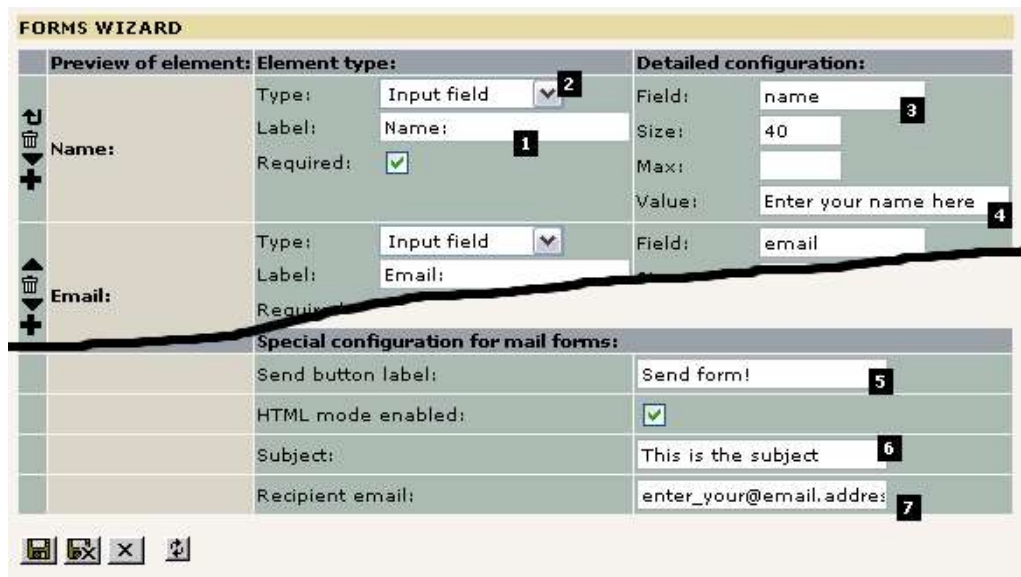 FORMS WIZARD
Preview of element: Element type: Detailed configuration:
Type: Input field 2 Field: name 3
Label: Name: 1 Size: 40
Name:
Required: Max:
Value: Enter your name here 4
Type: Input field Field: email
Label: Email:
Email:
Special configuration for mail forms:
Send button label: Send form! 5
HTML mode enabled:
Subject: This is the subject 6
Recipient email: enter_your@email.addres 7